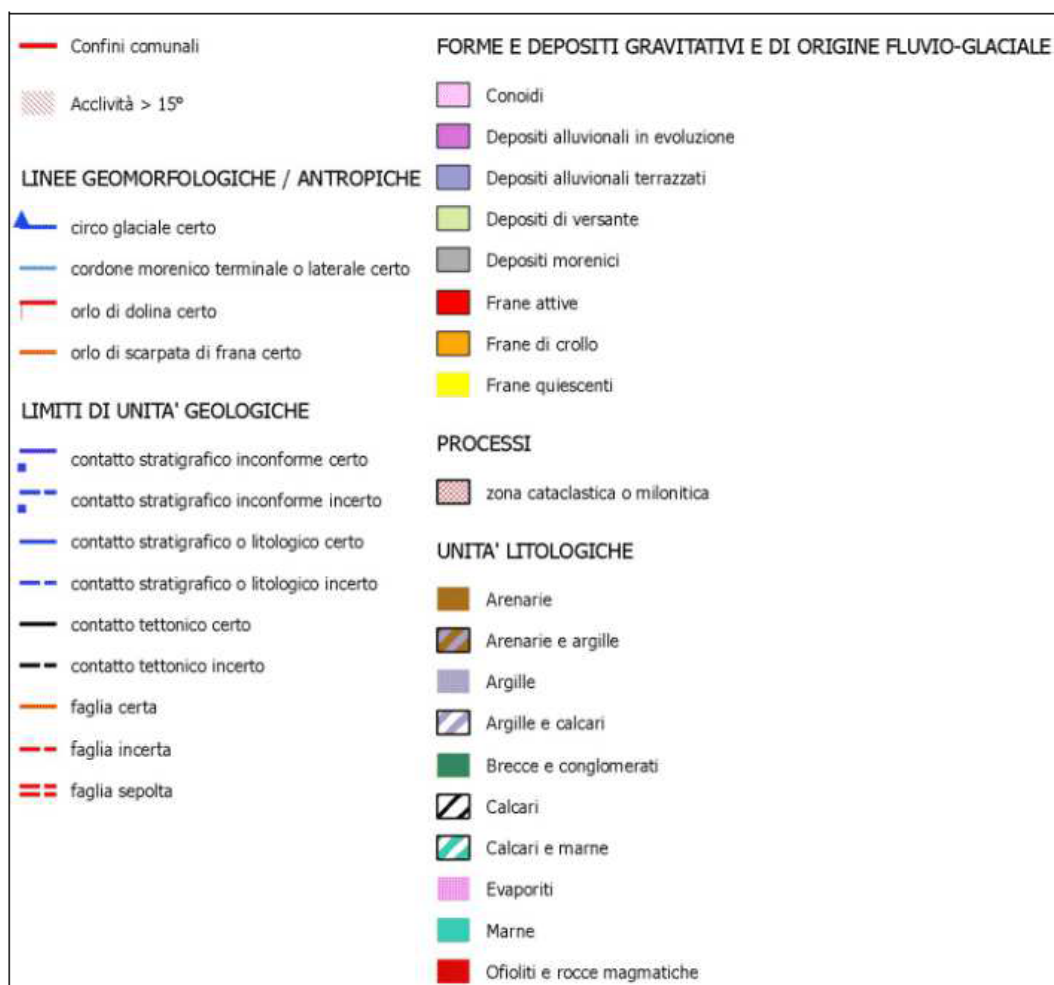 Confini comunali
Acclività > 15°
LINEE GEOMORFOLOGICHE / ANTROPICHE
circo glaciale certo
cordone morenico terminale o laterale certo
orlo di dolina certo
orlo di scarpata di frana certo
LIMITI DI UNITA' GEOLOGICHE
contatto stratigrafico inconforme certo
contatto stratigrafico inconforme incerto
contatto stratigrafico o litologico certo
contatto stratigrafico o litologico incerto
contatto tettonico certo
contatto tettonico incerto
faglia certa
faglia incerta
faglia sepolta
FORME E DEPOSITI GRAVITATIVI E DI ORIGINE FLUVIO-GLACIALE
Conoidi
Depositi alluvionali in evoluzione
Depositi alluvionali terrazzati
Depositi di versante
Depositi morenici
Frane attive
Frane di crollo
Frane quiescenti
PROCESSI
zona cataclastica o milonitica
UNITA' LITOLOGICHE
Arenarie
Arenarie e argille
Argille
Argille e calcari
Brecce e conglomerati
Calcari
Calcari e marne
Evaporiti
Marne
Ofioliti e rocce magmatiche